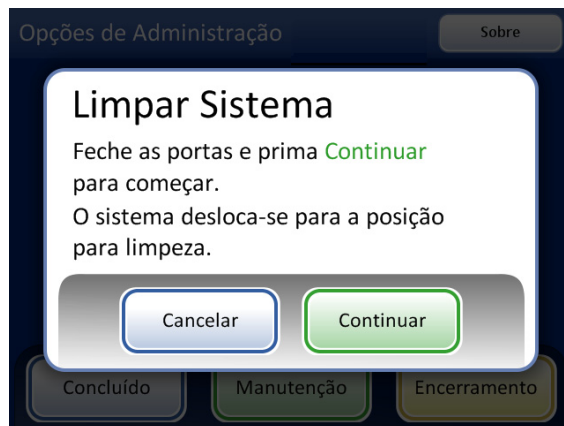 Opções de Administração
Sobre
Limpar Sistema
Feche as portas e prima Continuar
para começar.
O sistema desloca-se para a posição
para limpeza.
Cancelar
Continuar
Concluído
Manutenção
Encerramento